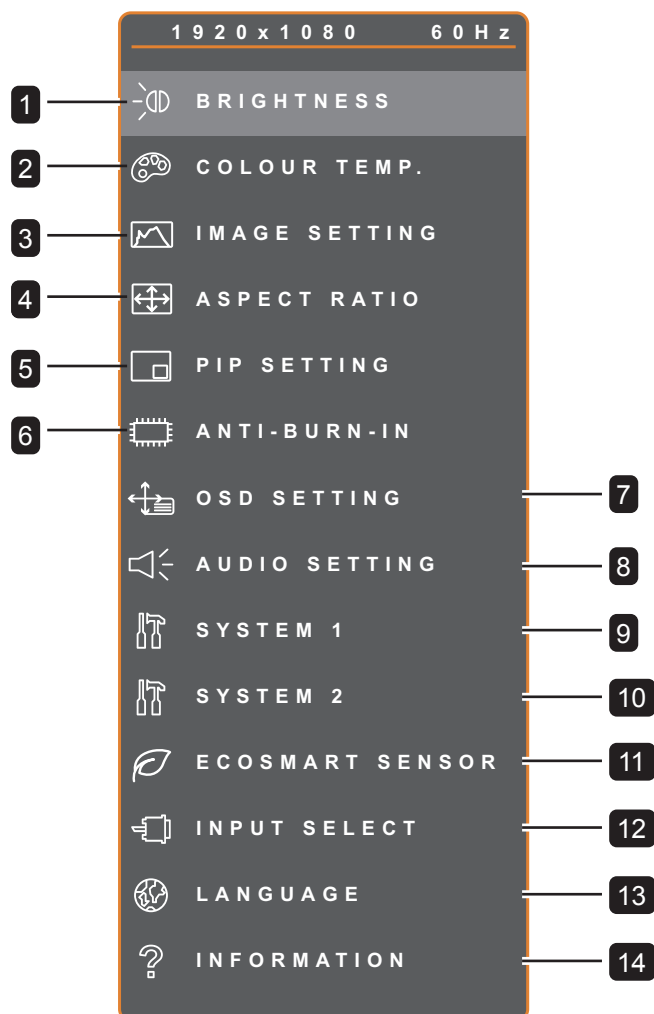 1920x1080 60Hz
1 BRIGHTNESS
2 COLOUR TEMP.
3 IMAGE SETTING
4 ASPECT RATIO
5 PIP SETTING
6 ANTI-BURN-IN
OSD SETTING 7
AUDIO SETTING 8
SYSTEM 1 9
SYSTEM 2 10
ECOSMART SENSOR 11
INPUT SELECT 12
LANGUAGE 13
INFORMATION 14